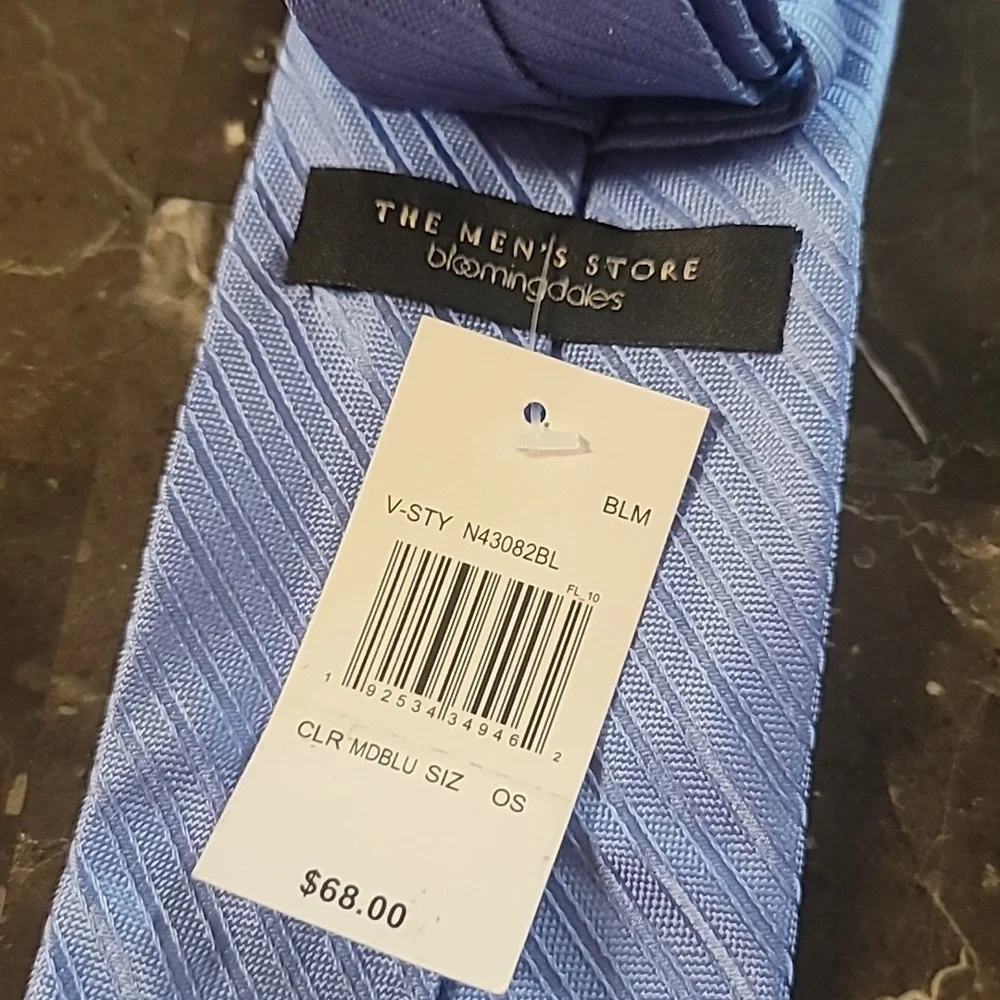 THE MEN'S STORE
bloomingdales
BLM
V-STY N43082BL
FL_10
1 92534 34946 2
CLR MDBLU SIZ OS
$68.00